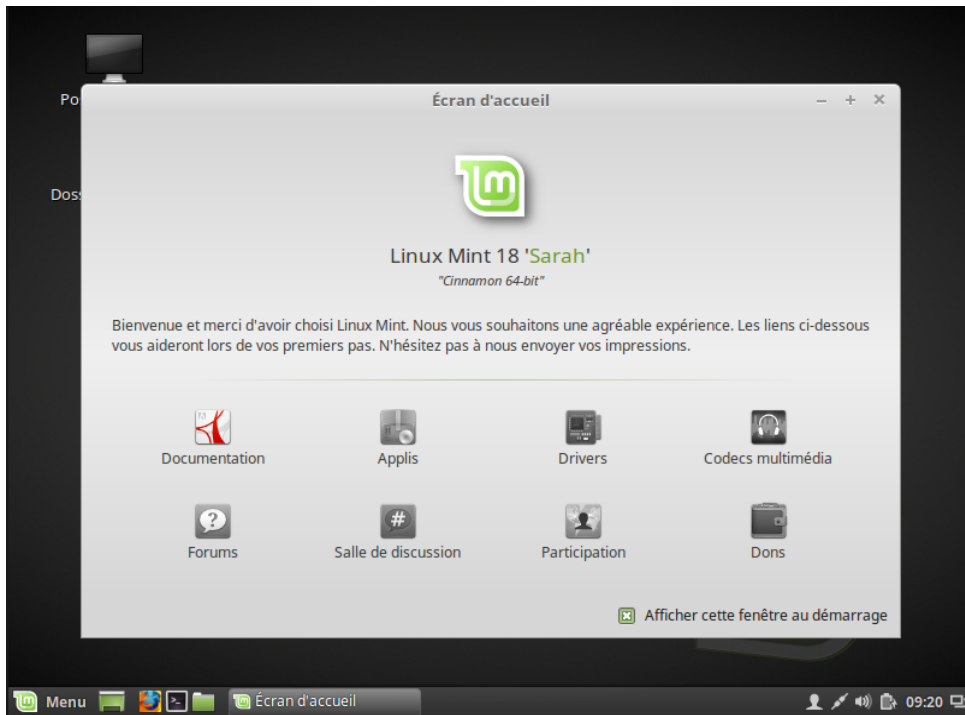 Écran d'accueil
Linux Mint 18 'Sarah'
"Cinnamon 64-bit"
Bienvenue et merci d'avoir choisi Linux Mint. Nous vous souhaitons une agréable expérience. Les liens ci-dessous
vous aideront lors de vos premiers pas. N'hésitez pas à nous envoyer vos impressions.
Documentation Applis Drivers Codecs multimédia
Forums Salle de discussion Participation Dons
Afficher cette fenêtre au démarrage
Menu Écran d'accueil 09:20